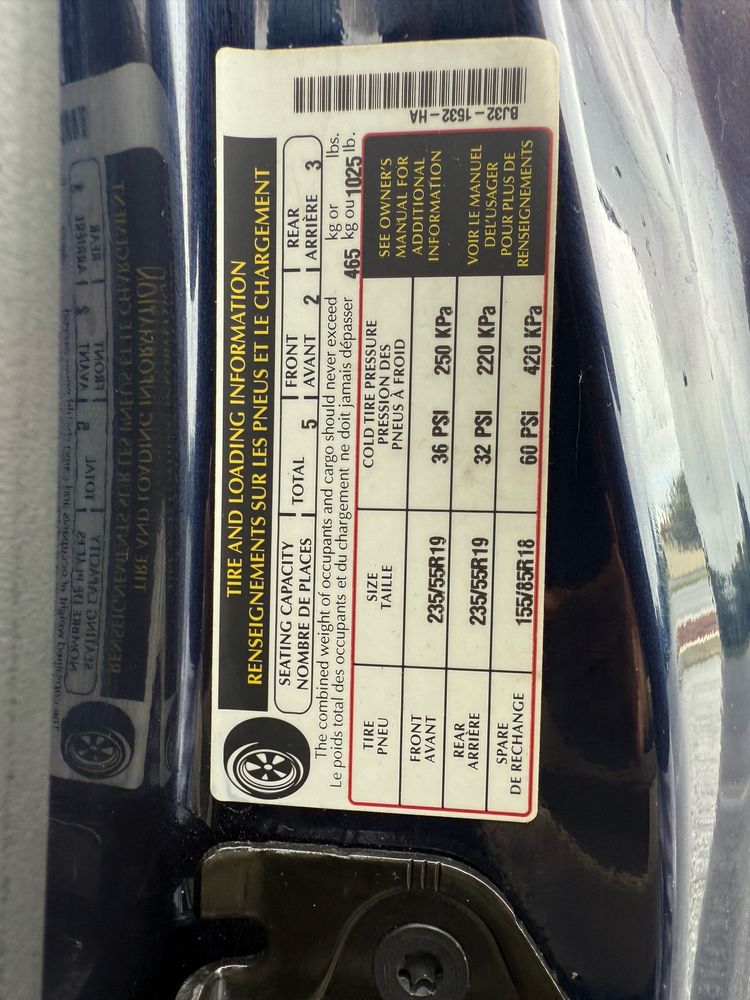 BJ32-1532-HA
TIRE AND LOADING INFORMATION
RENSEIGNEMENTS SUR LES PNEUS ET LE CHARGEMENT
SEATING CAPACITY
NOMBRE DE PLACES
TOTAL 5
FRONT
AVANT 2
REAR
ARRIÈRE 3
The combined weight of occupants and cargo should never exceed
Le poids total des occupants et du chargement ne doit jamais dépasser
465 kg or
kg ou 1025 lbs.
lb.
TIRE
PNEU
SIZE
TAILLE
COLD TIRE PRESSURE
PRESSION DES
PNEUS À FROID
SEE OWNER'S
MANUAL FOR
ADDITIONAL
INFORMATION
VOIR LE MANUEL
DEL'USAGER
POUR PLUS DE
RENSEIGNEMENTS
FRONT
AVANT
235/55R19
36 PSI 250 KPa
REAR
ARRIÈRE
235/55R19
32 PSI 220 KPa
SPARE
DE RECHANGE
155/85R18
60 PSi 420 KPa